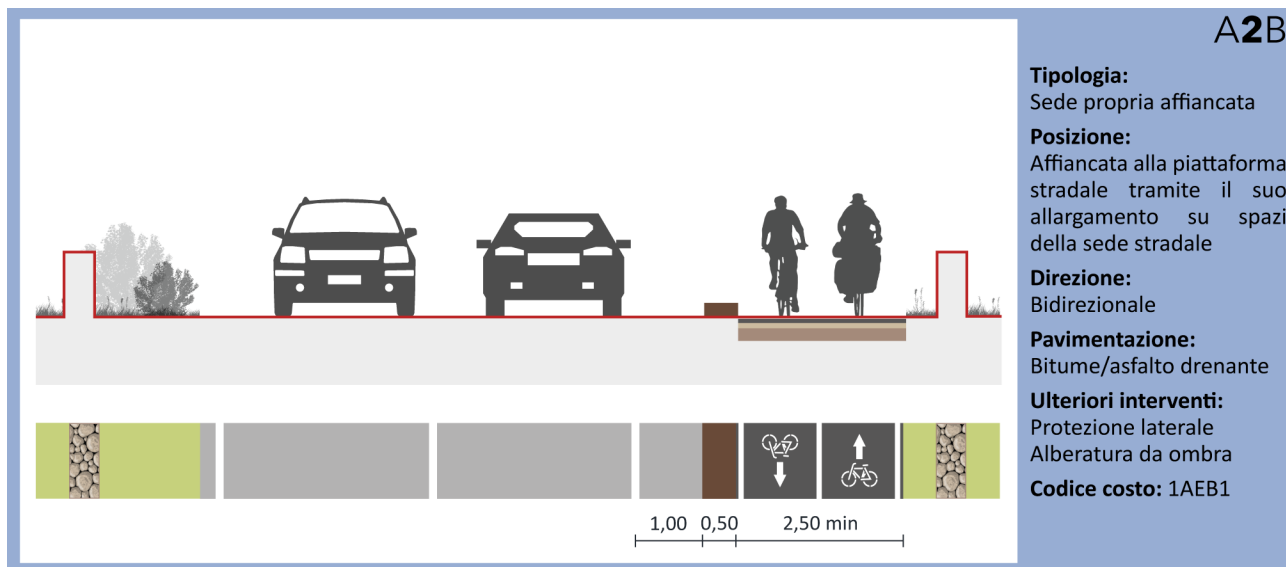 A2B
Tipologia:
Sede propria affiancata
Posizione:
Affiancata alla piattaforma
stradale tramite il suo
allargamento su spazi
della sede stradale
Direzione:
Bidirezionale
Pavimentazione:
Bitume/asfalto drenante
Ulteriori interventi:
Protezione laterale
Alberatura da ombra
Codice costo: 1AEB1
1,00 0,50 2,50 min